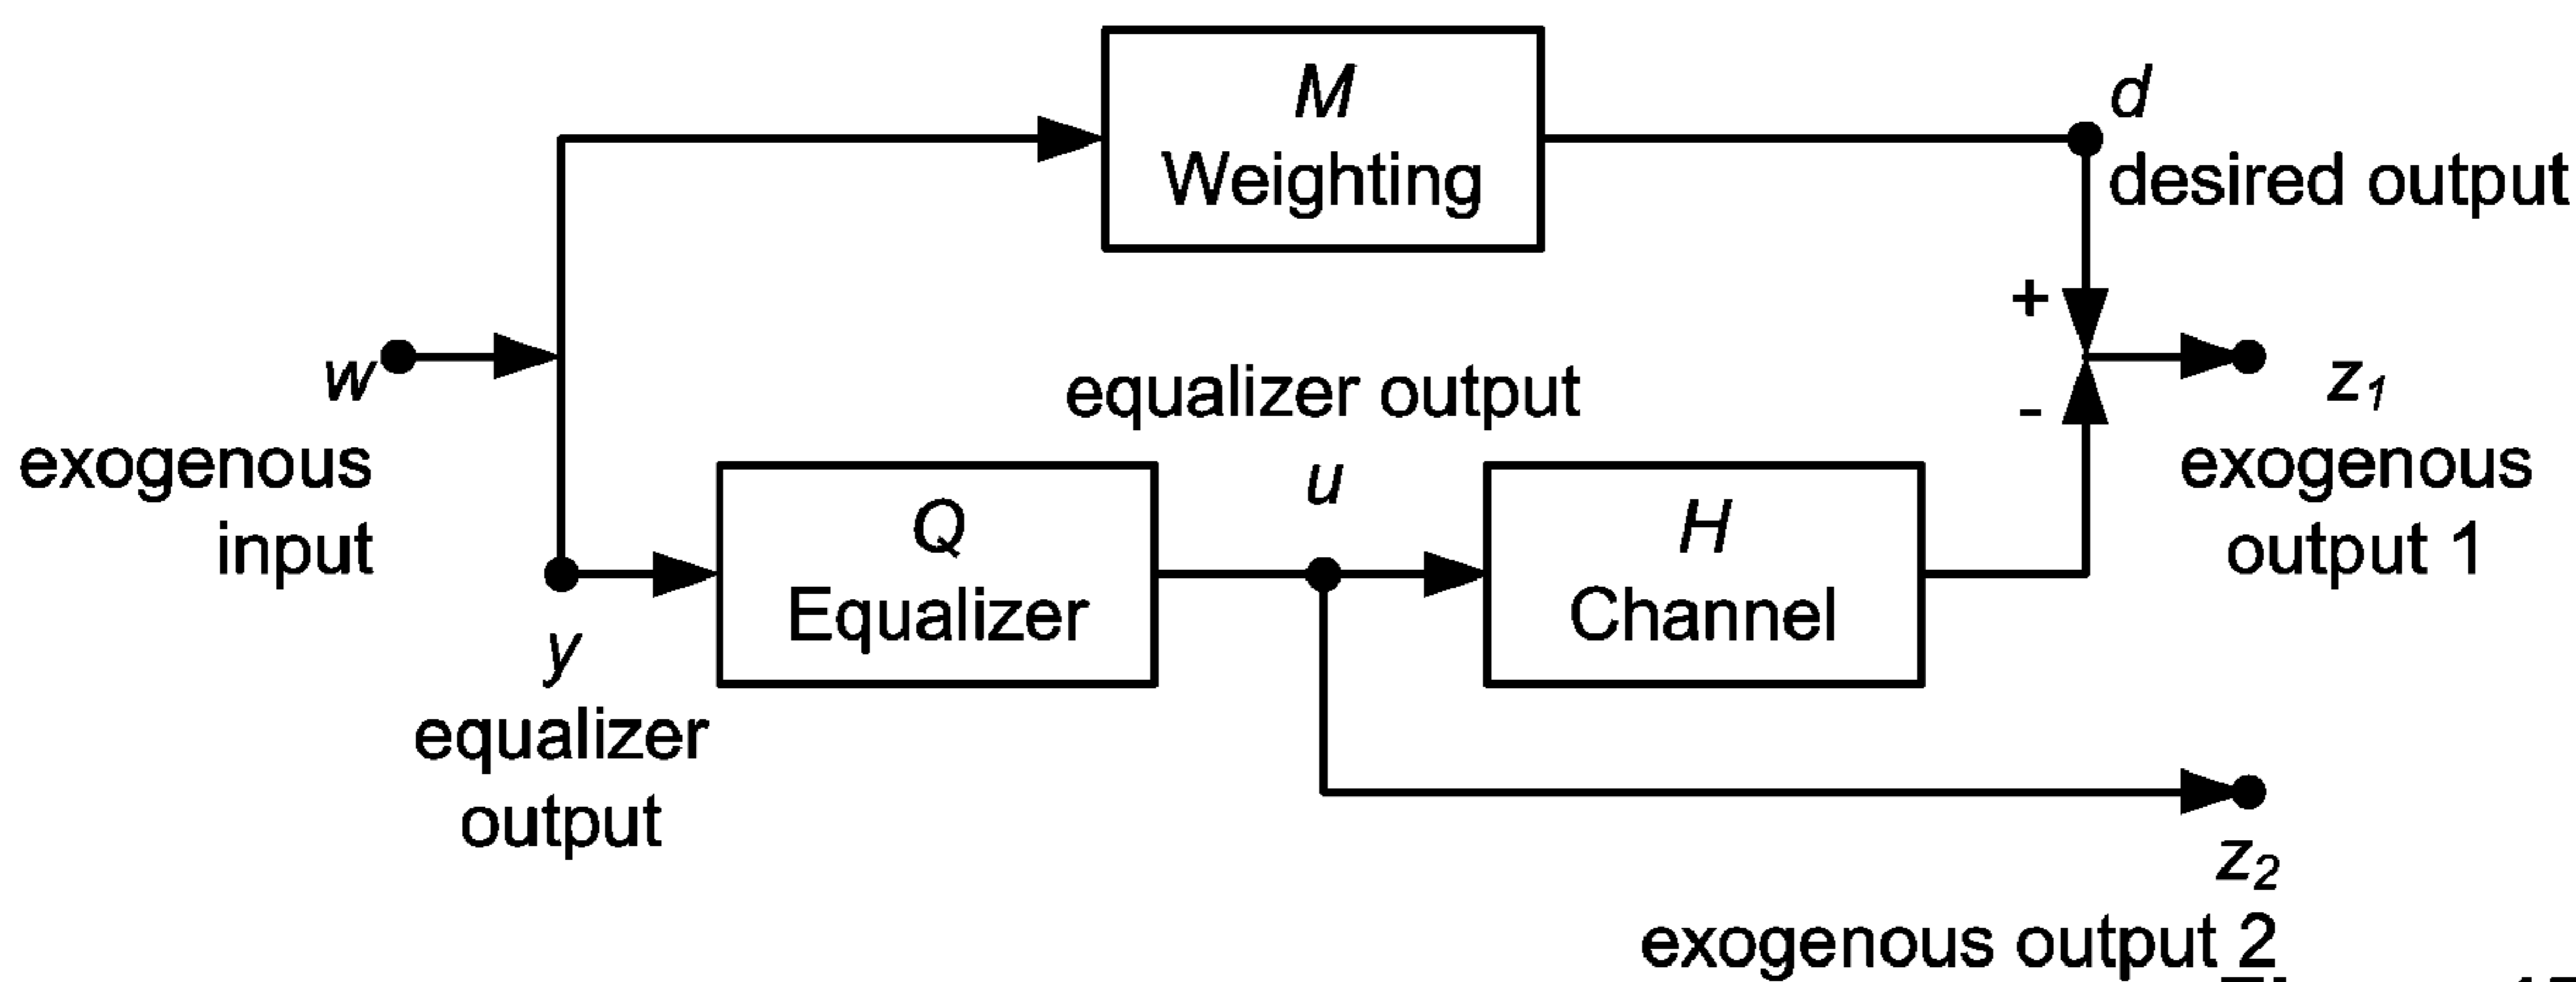 M
Weighting
d
desired output
+
w
exogenous
input
equalizer output
u
-
z1
exogenous
output 1
Q
Equalizer
H
Channel
y
equalizer
output
z2
exogenous output 2